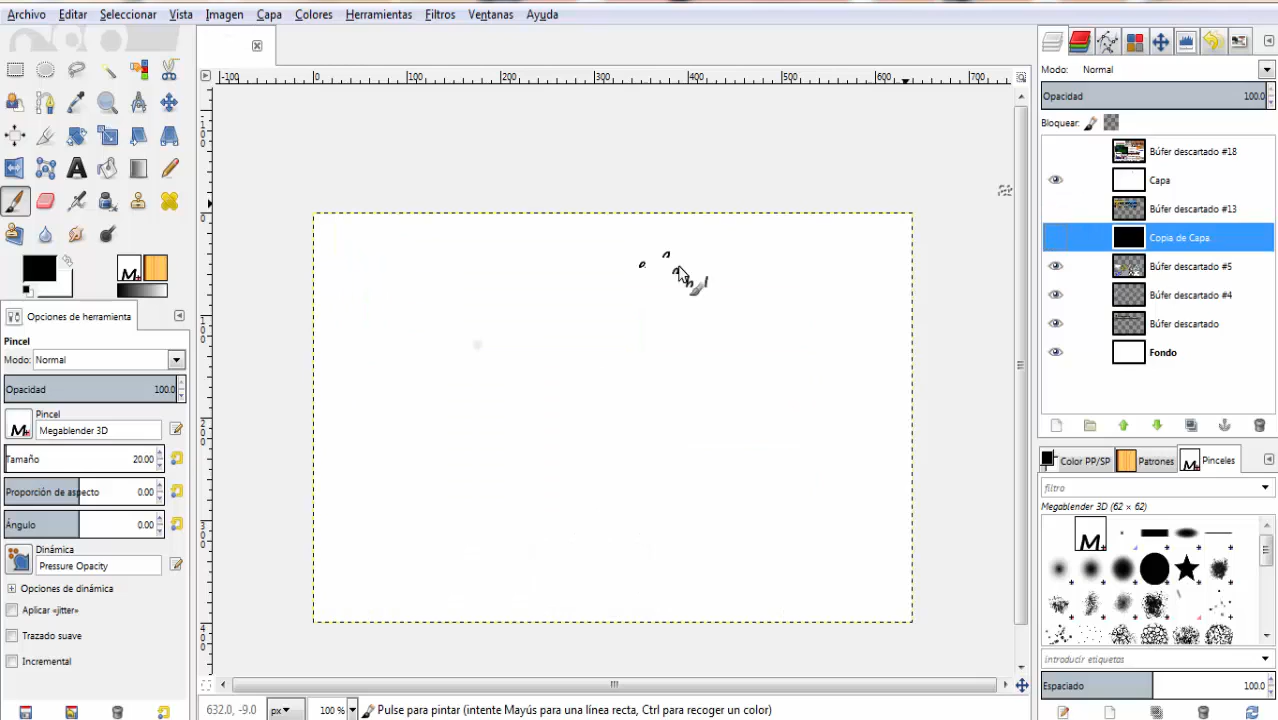 Archivo Editar Seleccionar Vista Imagen Capa Colores Herramientas Filtros Ventanas Ayuda
-100 0 100 200 300 400 500 600 700
Opciones de herramienta
Pincel
Modo: Normal
Opacidad 100.0
Pincel
Megablender 3D
Tamaño 20.00
Proporción de aspecto 0.00
Ángulo 0.00
Dinámica
Pressure Opacity
Opciones de dinámica
Aplicar «jitter»
Trazado suave
Incremental
632.0, -9.0 px 100 % Pulse para pintar (intente Mayús para una línea recta, Ctrl para recoger un color)
Modo: Normal
Opacidad 100.0
Bloquear:
Búfer descartado #18
Capa
Búfer descartado #13
Copia de Capa
Búfer descartado #5
Búfer descartado #4
Búfer descartado
Fondo
Color PP/SP Patrones Pinceles
filtro
Megablender 3D (62 × 62)
introducir etiquetas
Espaciado 100.0